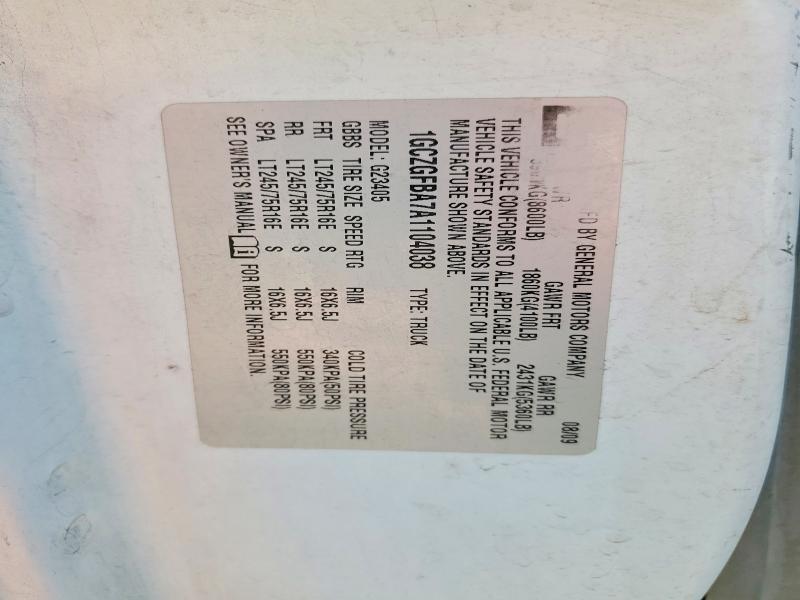 FD BY GENERAL MOTORS COMPANY. 08/09
GAWR FRT GAWR RR
(8600LB) 1860KG(4100LB) 2431KG(5360LB)
THIS VEHICLE CONFORMS TO ALL APPLICABLE U.S. FEDERAL MOTOR
VEHICLE SAFETY STANDARDS IN EFFECT ON THE DATE OF
MANUFACTURE SHOWN ABOVE.
1GCZGFBA7A1104038 TYPE: TRUCK
MODEL: G23405
GBBS TIRE SIZE SPEED RTG RIM COLD TIRE PRESSURE
FRT LT245/75R16E S 16X6.5J 340KPA(50PSI)
RR LT245/75R16E S 16X6.5J 550KPA(80PSI)
SPA LT245/75R16E S 16X6.5J 550KPA(80PSI)
SEE OWNER'S MANUAL FOR MORE INFORMATION.